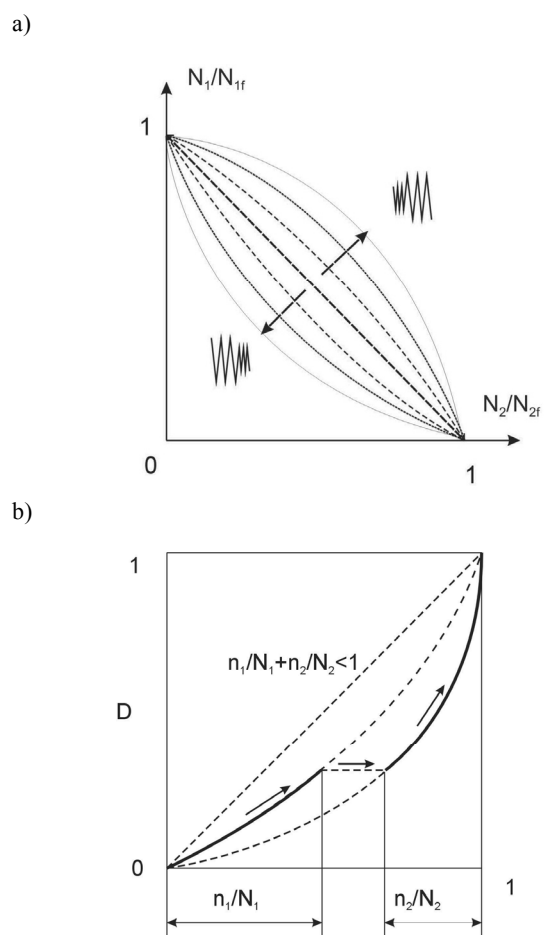 a)
N₁/N₁f
1
N₂/N₂f
0
1
b)
1
n₁/N₁+n₂/N₂<1
D
0
1
n₁/N₁
n₂/N₂